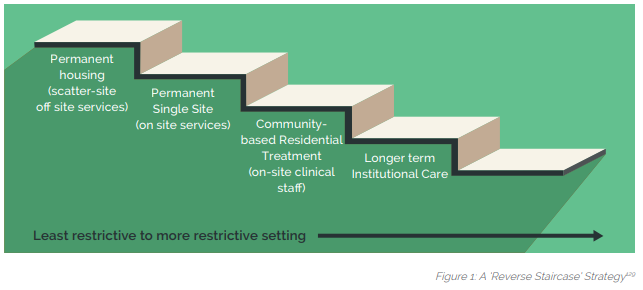 Permanent
housing
(scatter-site
off site services)
Permanent
Single Site
(on site services)
Community-
based Residential
Treatment
(on-site clinical
staff)
Longer term
Institutional Care
Least restrictive to more restrictive setting
Figure 1: A 'Reverse Staircase' Strategy¹²⁹